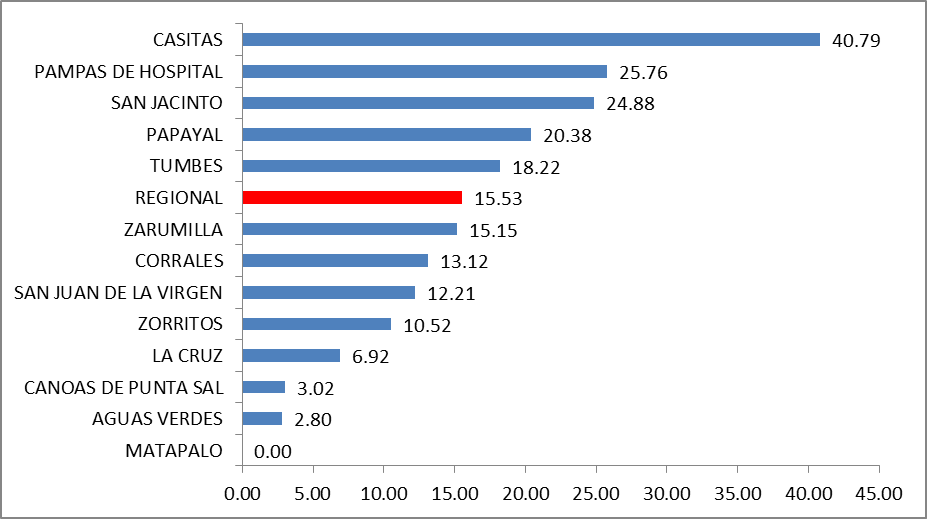 CASITAS 40.79
PAMPAS DE HOSPITAL 25.76
SAN JACINTO 24.88
PAPAYAL 20.38
TUMBES 18.22
REGIONAL 15.53
ZARUMILLA 15.15
CORRALES 13.12
SAN JUAN DE LA VIRGEN 12.21
ZORRITOS 10.52
LA CRUZ 6.92
CANOAS DE PUNTA SAL 3.02
AGUAS VERDES 2.80
MATAPALO 0.00
0.00 5.00 10.00 15.00 20.00 25.00 30.00 35.00 40.00 45.00